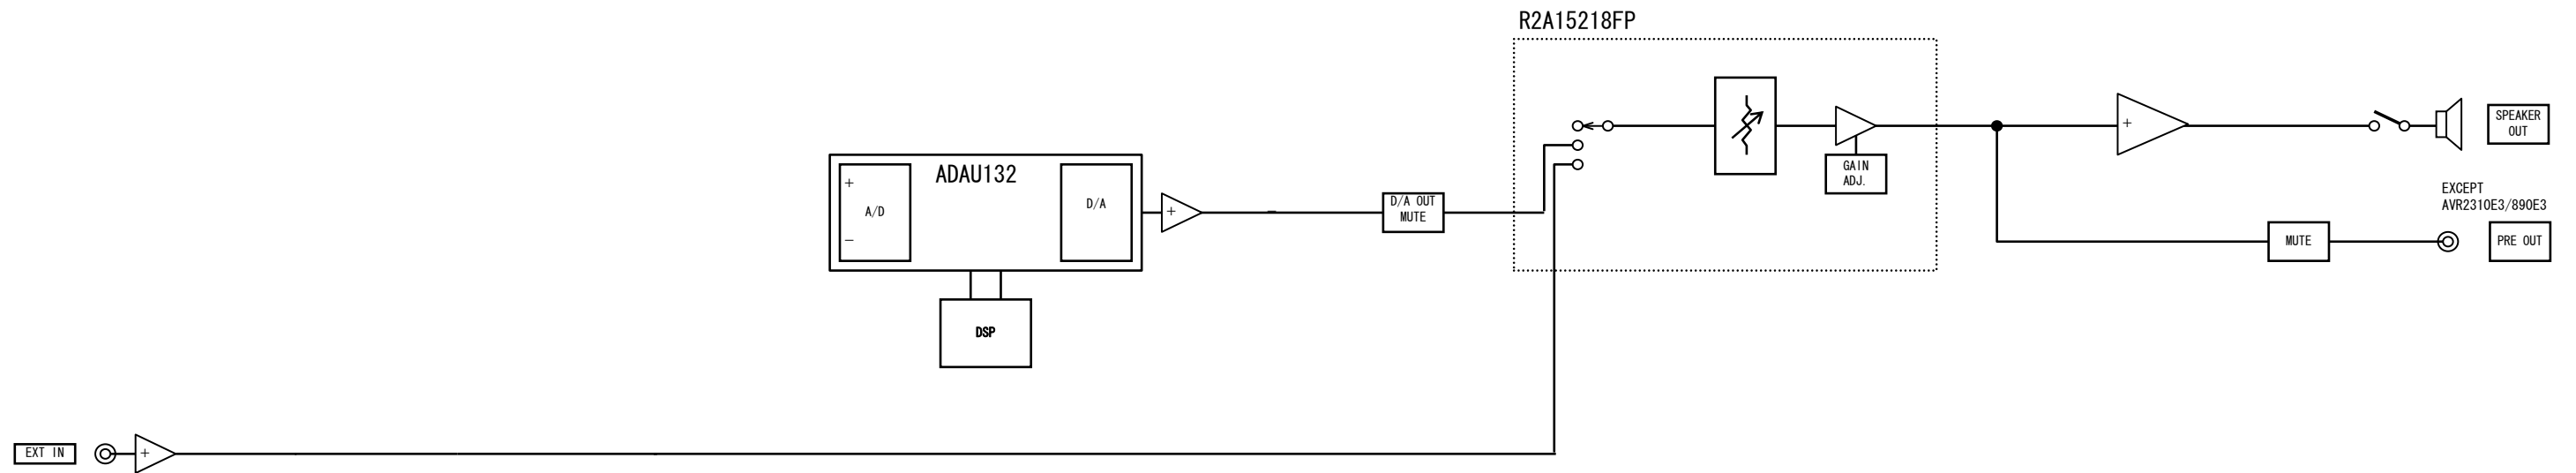 R2A15218FP
SPEAKER
OUT
GAIN
ADJ.
ADAU132
+
A/D
−
D/A
+
D/A OUT
MUTE
+
EXCEPT
AVR2310E3/890E3
MUTE
PRE OUT
DSP
EXT IN
+